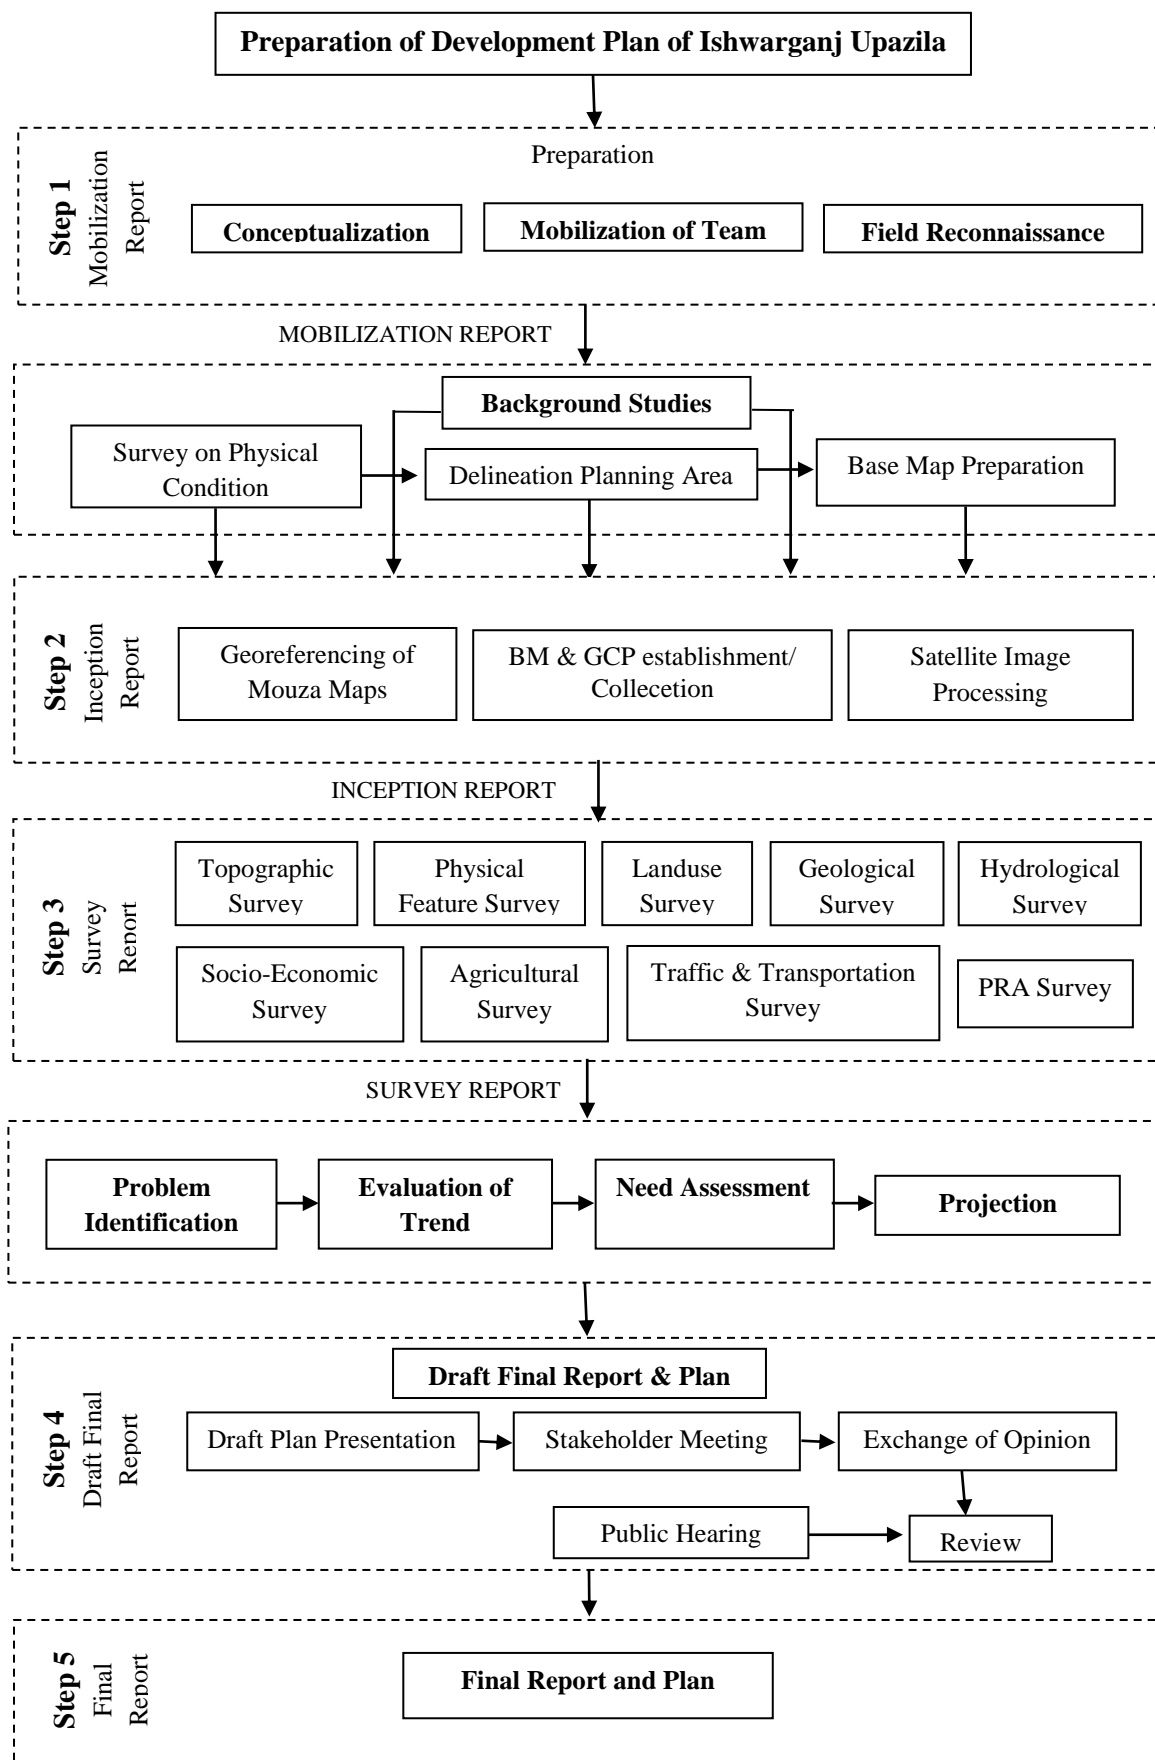 Preparation of Development Plan of Ishwarganj Upazila
Step 1
Mobilization
Report
Preparation
Conceptualization
Mobilization of Team
Field Reconnaissance
MOBILIZATION REPORT
Background Studies
Survey on Physical
Condition
Delineation Planning Area
Base Map Preparation
Step 2
Inception
Report
Georeferencing of
Mouza Maps
BM & GCP establishment/
Collecetion
Satellite Image
Processing
INCEPTION REPORT
Step 3
Survey
Report
Topographic
Survey
Physical
Feature Survey
Landuse
Survey
Geological
Survey
Hydrological
Survey
Socio-Economic
Survey
Agricultural
Survey
Traffic & Transportation
Survey
PRA Survey
SURVEY REPORT
Problem
Identification
Evaluation of
Trend
Need Assessment
Projection
Step 4
Draft Final
Report
Draft Final Report & Plan
Draft Plan Presentation
Stakeholder Meeting
Exchange of Opinion
Public Hearing
Review
Step 5
Final
Report
Final Report and Plan